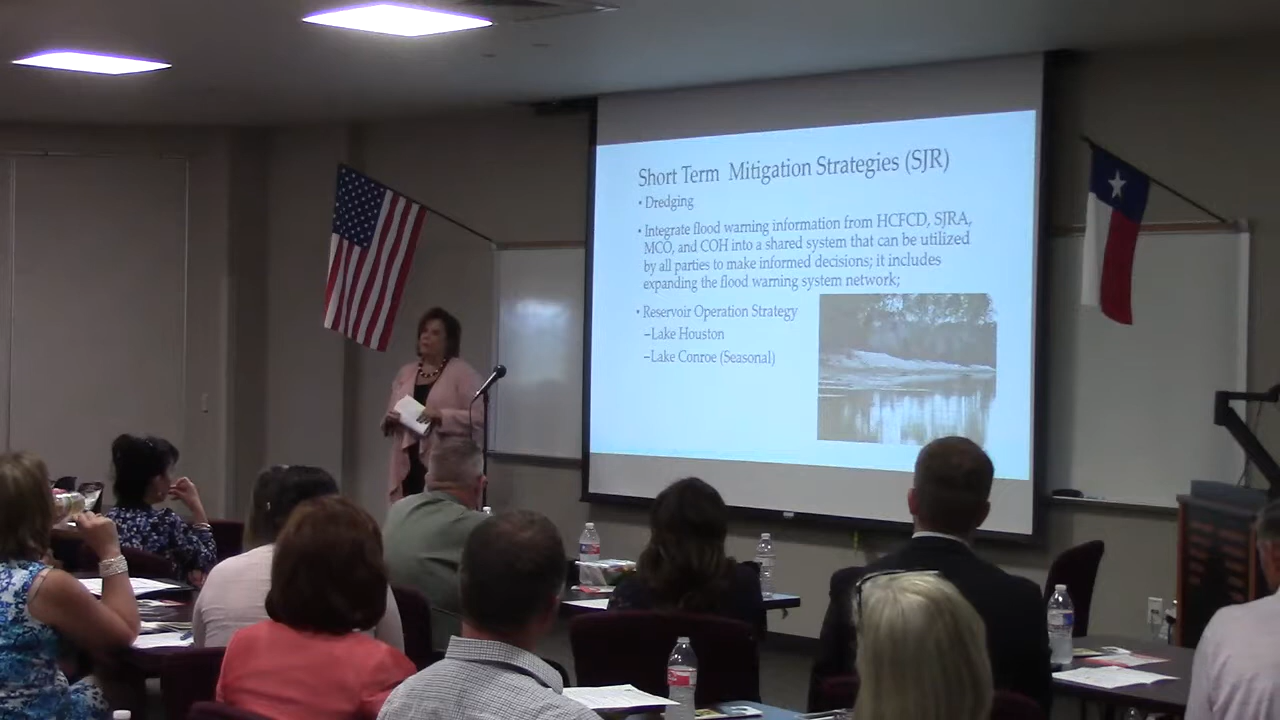 Short Term  Mitigation Strategies (SJR)
• Dredging
• Integrate flood warning information from HCFCD, SJRA,
MCO, and COH into a shared system that can be utilized
by all parties to make informed decisions; it includes
expanding the flood warning system network;
• Reservoir Operation Strategy
–Lake Houston
–Lake Conroe (Seasonal)